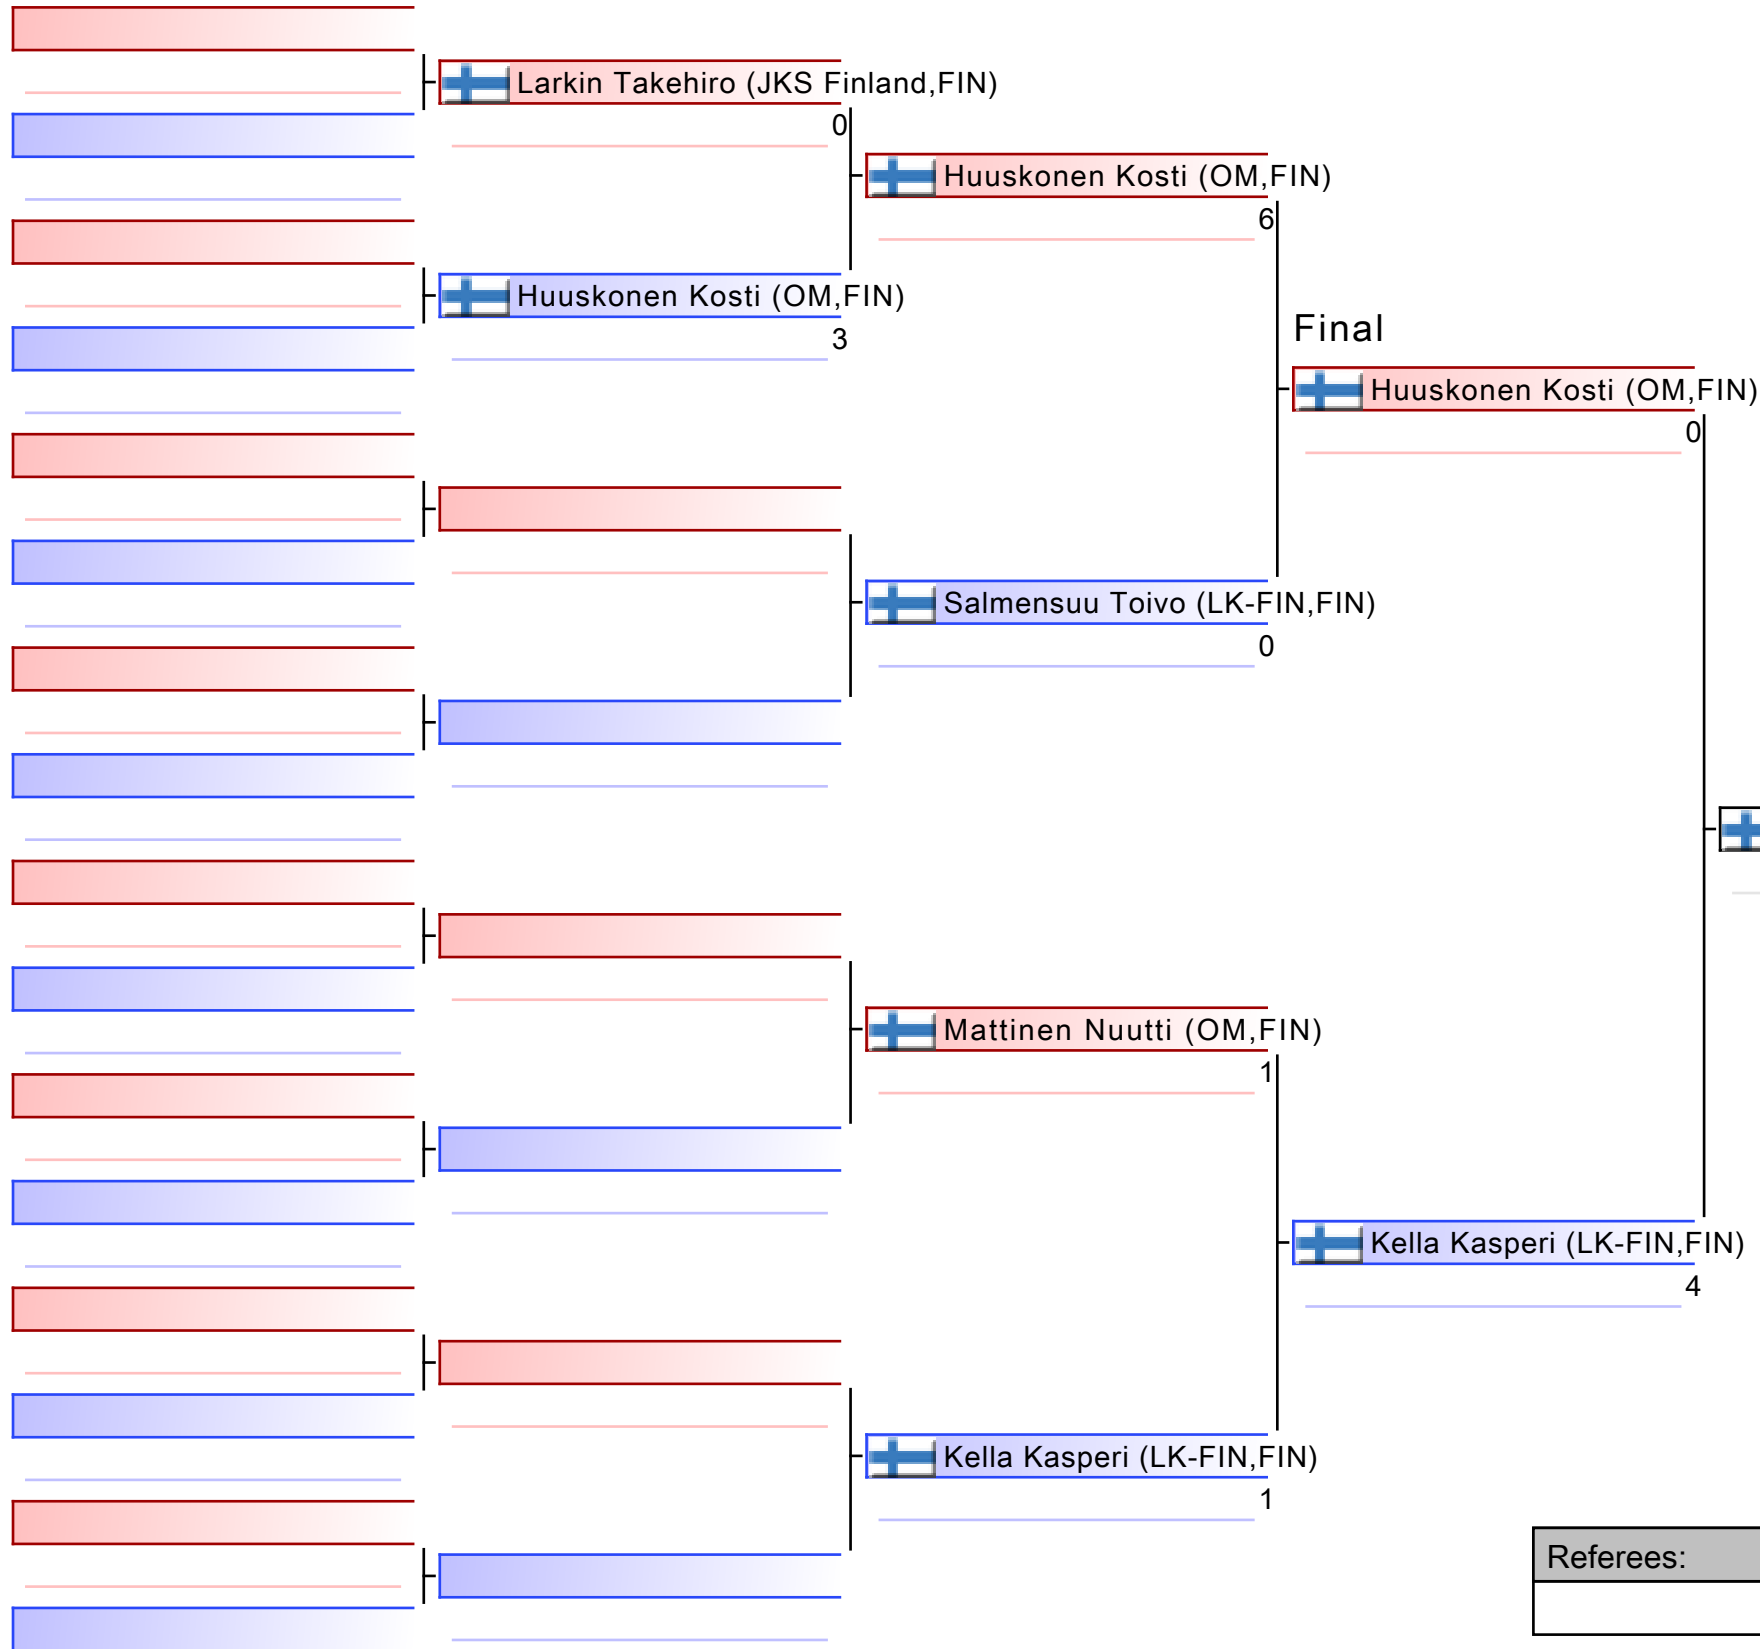 Larkin Takehiro (JKS Finland,FIN)
0
Huuskonen Kosti (OM,FIN)
6
Huuskonen Kosti (OM,FIN)
3
Final
Huuskonen Kosti (OM,FIN)
0
Salmensuu Toivo (LK-FIN,FIN)
0
Mattinen Nuutti (OM,FIN)
1
Kella Kasperi (LK-FIN,FIN)
4
Kella Kasperi (LK-FIN,FIN)
1
Referees: